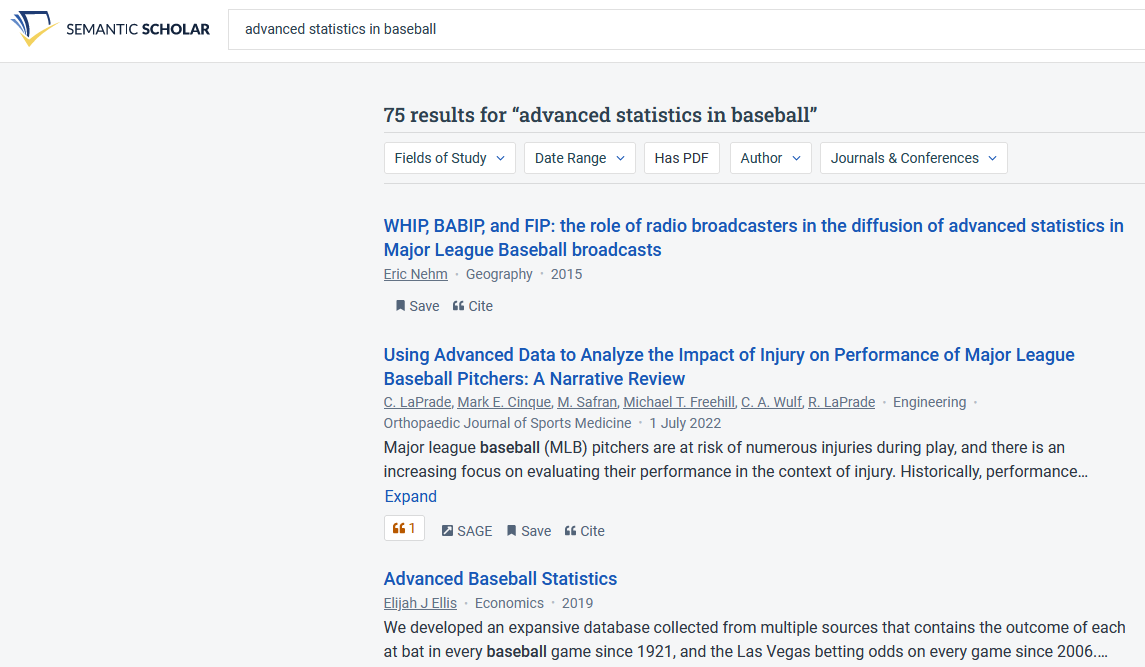 SEMANTIC SCHOLAR
advanced statistics in baseball
75 results for “advanced statistics in baseball”
Fields of Study Date Range Has PDF Author Journals & Conferences
WHIP, BABIP, and FIP: the role of radio broadcasters in the diffusion of advanced statistics in
Major League Baseball broadcasts
Eric Nehm · Geography · 2015
Save Cite
Using Advanced Data to Analyze the Impact of Injury on Performance of Major League
Baseball Pitchers: A Narrative Review
C. LaPrade, Mark E. Cinque, M. Safran, Michael T. Freehill, C. A. Wulf, R. LaPrade · Engineering ·
Orthopaedic Journal of Sports Medicine · 1 July 2022
Major league baseball (MLB) pitchers are at risk of numerous injuries during play, and there is an
increasing focus on evaluating their performance in the context of injury. Historically, performance…
Expand
1 SAGE Save Cite
Advanced Baseball Statistics
Elijah J Ellis · Economics · 2019
We developed an expansive database collected from multiple sources that contains the outcome of each
at bat in every baseball game since 1921, and the Las Vegas betting odds on every game since 2006.…